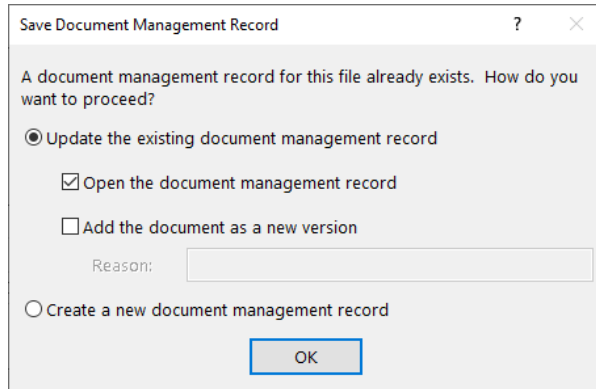 Save Document Management Record
?
A document management record for this file already exists.  How do you
want to proceed?
Update the existing document management record
Open the document management record
Add the document as a new version
Reason:
Create a new document management record
OK